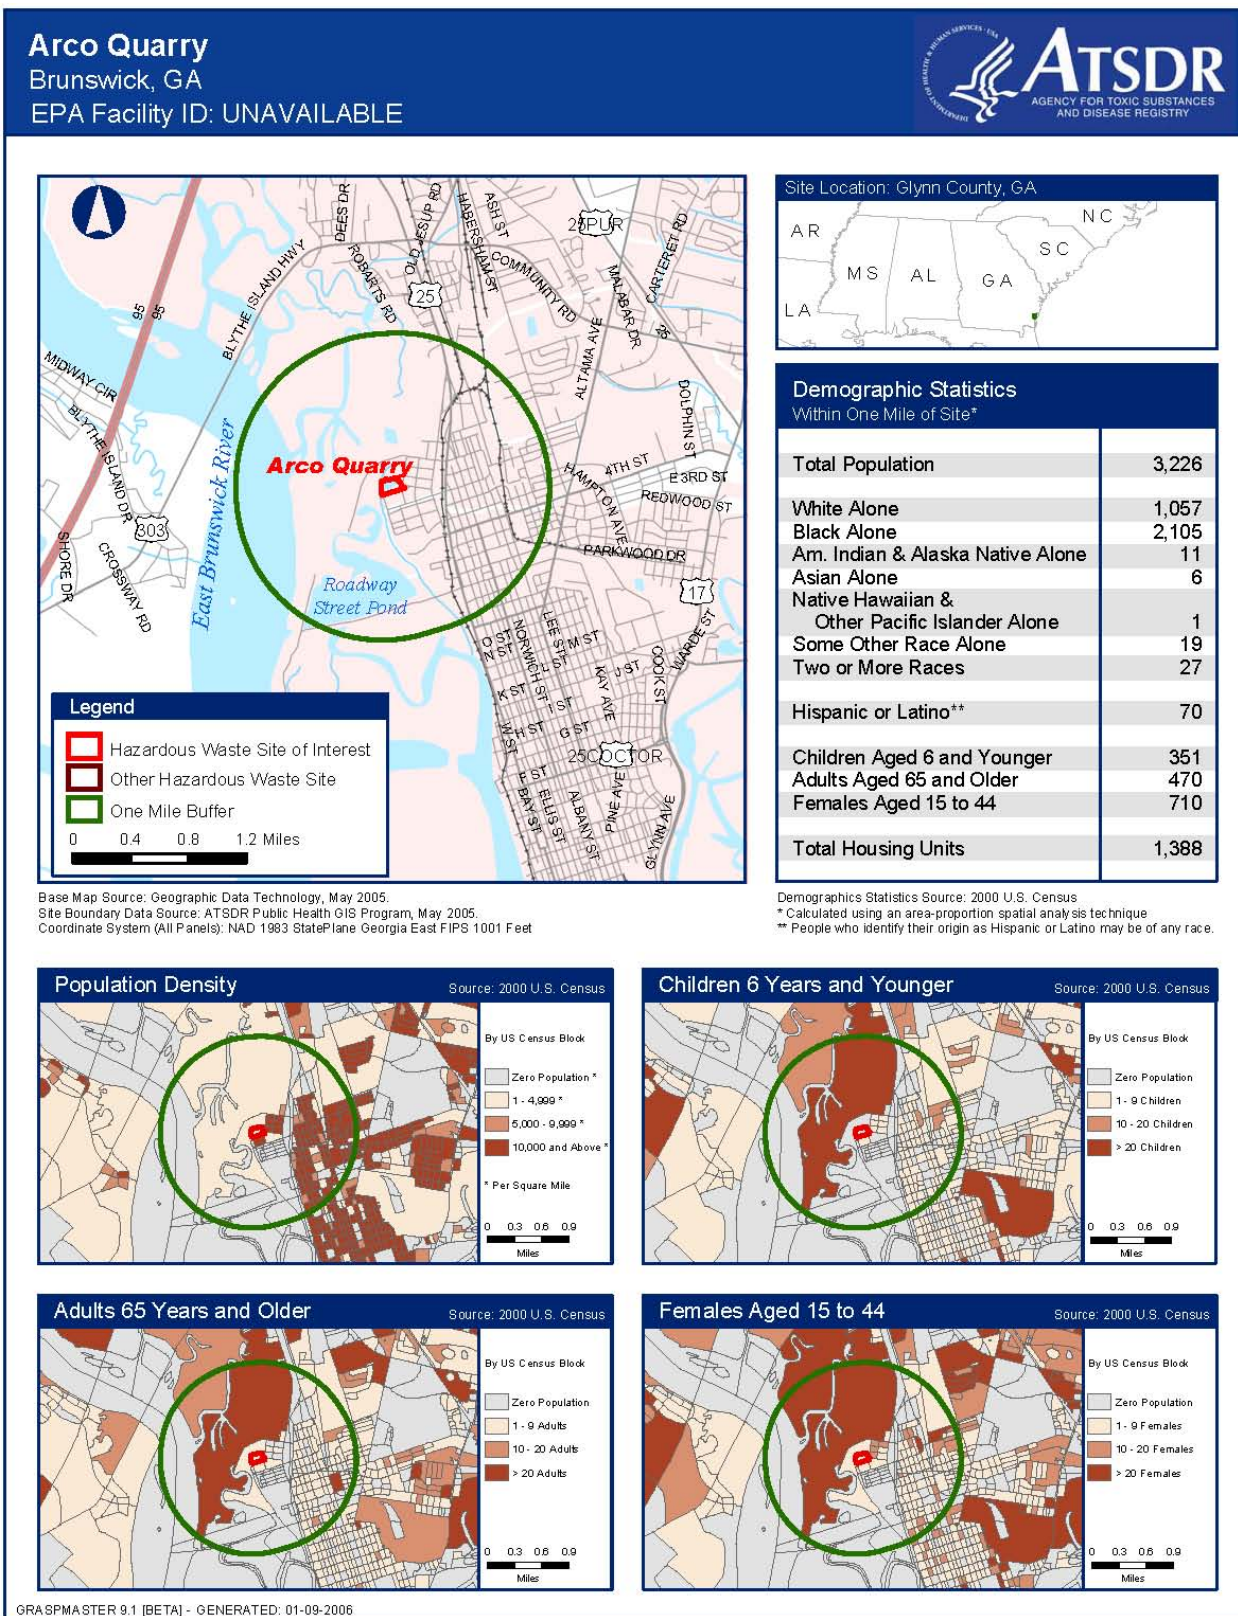 Arco Quarry
Brunswick, GA
EPA Facility ID: UNAVAILABLE
DEPARTMENT OF HEALTH & HUMAN SERVICES · USA
ATSDR
AGENCY FOR TOXIC SUBSTANCES
AND DISEASE REGISTRY
DEES DR
OLD JESUP RD
HABERSHAM ST
ASH ST
25PUR
CARTERET RD
BLYTHE ISLAND HWY
ROBARTS RD
COMMUNITY RD
MALABAR DR
25
25
95
95
ALTAMA AVE
MIDWAY CIR
BLYTHE ISLAND DR
DOLPHIN ST
East Brunswick River
Arco Quarry
HAMPTON AVE
4TH ST
E 3RD ST
REDWOOD ST
303
PARKWOOD DR
SHORE DR
CROSSWAY RD
Roadway
Street Pond
17
WARDE ST
O ST
N ST
NORWICH ST
LEE ST
M ST
L ST
J ST
KAY AVE
COOK ST
K ST
I ST
H ST
G ST
W ST
25COCTOR
F ST
BAY ST
ELLIS ST
ALBANY ST
PINE AVE
GLYNN AVE
Legend
Hazardous Waste Site of Interest
Other Hazardous Waste Site
One Mile Buffer
0 0.4 0.8 1.2 Miles
Base Map Source: Geographic Data Technology, May 2005.
Site Boundary Data Source: ATSDR Public Health GIS Program, May 2005.
Coordinate System (All Panels): NAD 1983 StatePlane Georgia East FIPS 1001 Feet
Site Location: Glynn County, GA
AR
NC
SC
MS
AL
GA
LA
Demographic Statistics
Within One Mile of Site*
Total Population 3,226
White Alone 1,057
Black Alone 2,105
Am. Indian & Alaska Native Alone 11
Asian Alone 6
Native Hawaiian &
Other Pacific Islander Alone 1
Some Other Race Alone 19
Two or More Races 27
Hispanic or Latino** 70
Children Aged 6 and Younger 351
Adults Aged 65 and Older 470
Females Aged 15 to 44 710
Total Housing Units 1,388
Demographics Statistics Source: 2000 U.S. Census
* Calculated using an area-proportion spatial analysis technique
** People who identify their origin as Hispanic or Latino may be of any race.
Population Density Source: 2000 U.S. Census
By US Census Block
Zero Population *
1 - 4,999 *
5,000 - 9,999 *
10,000 and Above *
* Per Square Mile
0 0.3 0.6 0.9
Miles
Children 6 Years and Younger Source: 2000 U.S. Census
By US Census Block
Zero Population
1 - 9 Children
10 - 20 Children
> 20 Children
0 0.3 0.6 0.9
Miles
Adults 65 Years and Older Source: 2000 U.S. Census
By US Census Block
Zero Population
1 - 9 Adults
10 - 20 Adults
> 20 Adults
0 0.3 0.6 0.9
Miles
Females Aged 15 to 44 Source: 2000 U.S. Census
By US Census Block
Zero Population
1 - 9 Females
10 - 20 Females
> 20 Females
0 0.3 0.6 0.9
Miles
GRASPMASTER 9.1 [BETA] - GENERATED: 01-09-2006